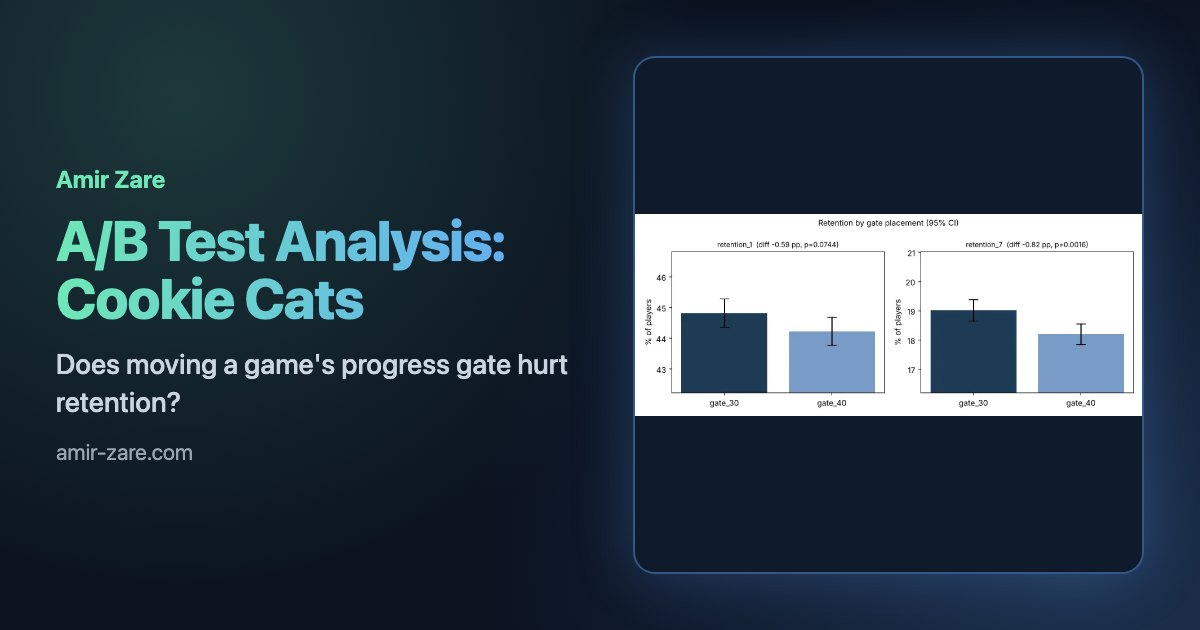 Amir Zare
A/B Test Analysis:
Cookie Cats
Does moving a game's progress gate hurt
retention?
amir-zare.com
Retention by gate placement (95% CI)
retention_1 (diff -0.59 pp, p=0.0744)
% of players
46
45
44
43
gate_30
gate_40
retention_7 (diff -0.82 pp, p=0.0016)
% of players
21
20
19
18
17
gate_30
gate_40